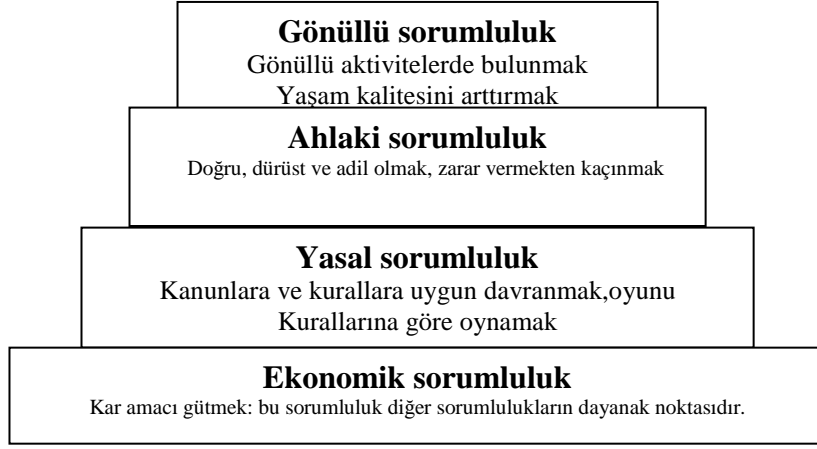 Gönüllü sorumluluk
Gönüllü aktivitelerde bulunmak
Yaşam kalitesini arttırmak
Ahlaki sorumluluk
Doğru, dürüst ve adil olmak, zarar vermekten kaçınmak
Yasal sorumluluk
Kanunlara ve kurallara uygun davranmak,oyunu
Kurallarına göre oynamak
Ekonomik sorumluluk
Kar amacı gütmek: bu sorumluluk diğer sorumlulukların dayanak noktasıdır.